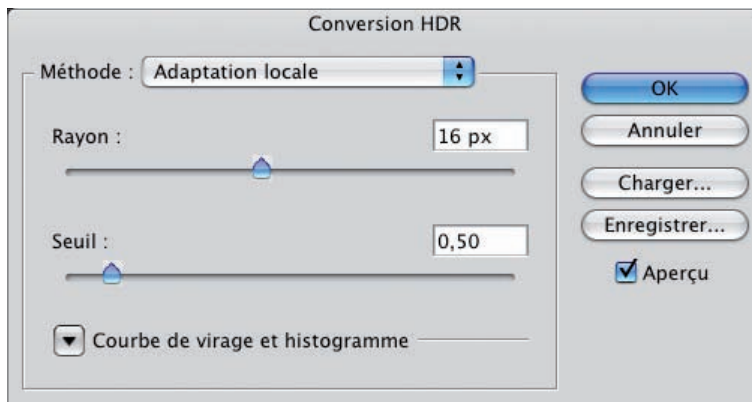 Conversion HDR
Méthode : Adaptation locale
OK
Rayon : 16 px
Annuler
Charger...
Seuil : 0,50
Enregistrer...
Aperçu
Courbe de virage et histogramme